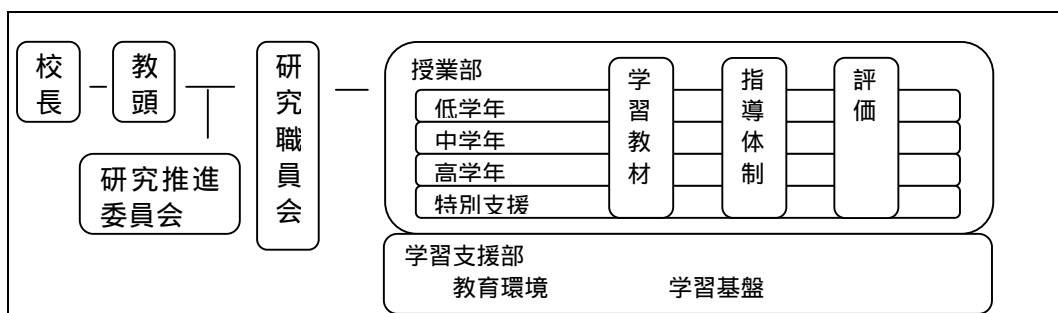 校長
教頭
研究推進
委員会
研究職員会
授業部
低学年
中学年
高学年
特別支援
学習教材
指導体制
評価
学習支援部
教育環境 学習基盤